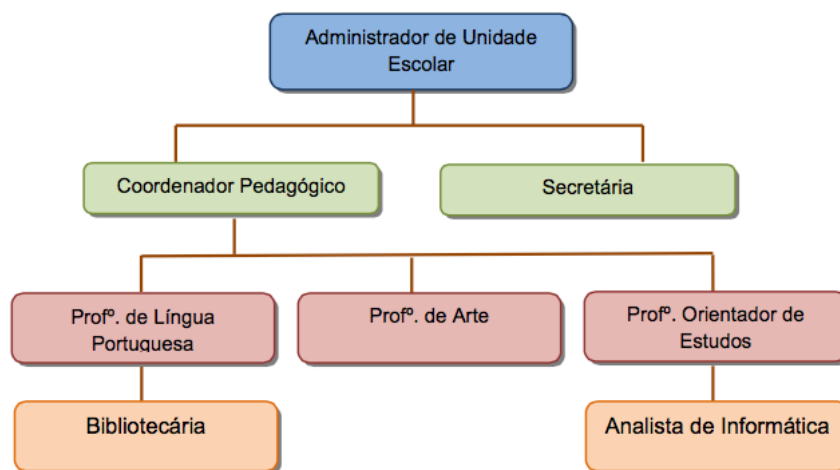 Administrador de Unidade
Escolar
Coordenador Pedagógico
Secretária
Profº. de Língua
Portuguesa
Profº. de Arte
Profº. Orientador de
Estudos
Bibliotecária
Analista de Informática